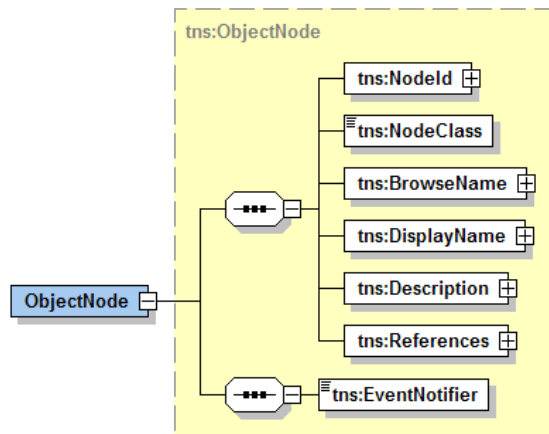 tns:ObjectNode
tns:NodeId
tns:NodeClass
tns:BrowseName
tns:DisplayName
ObjectNode
tns:Description
tns:References
tns:EventNotifier